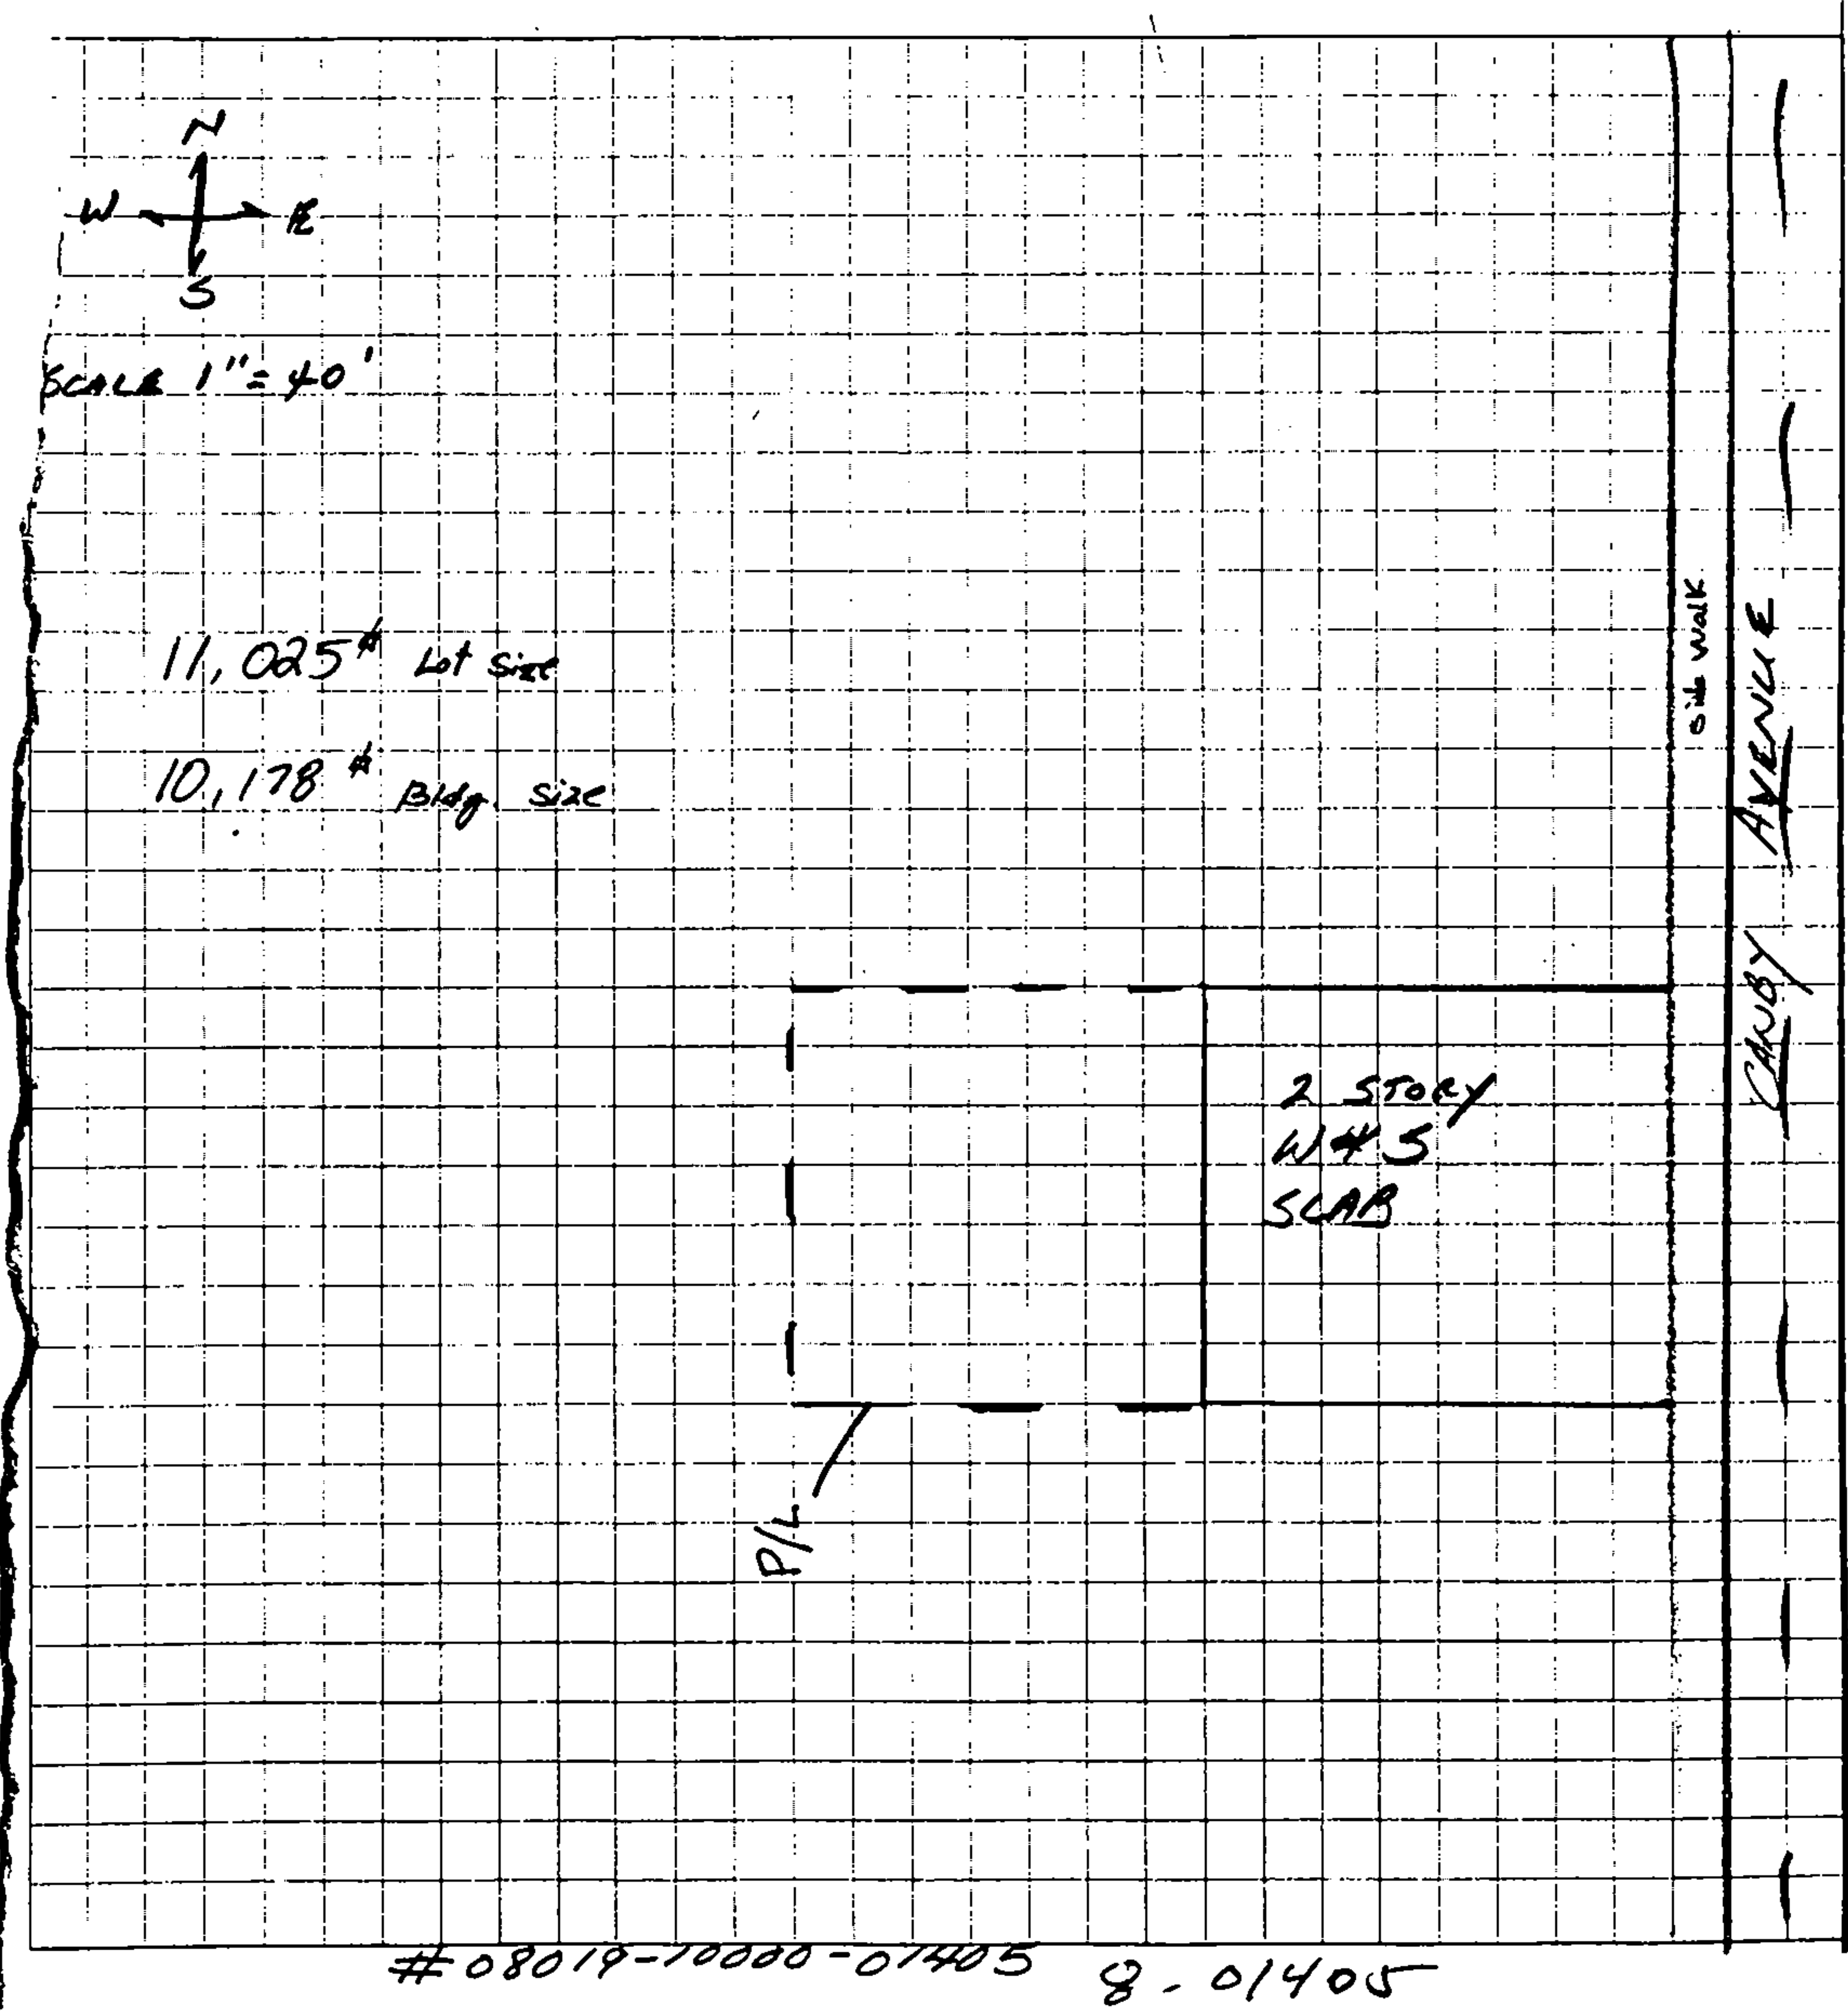 N
W E
S
SCALE 1" = 40'
11,025 Lot Size
10,178 Bldg. Size
side walk
CANBY AVENUE
2 STORY
W # S
SLAB
P/L
#08019-10000-01405 8-01405